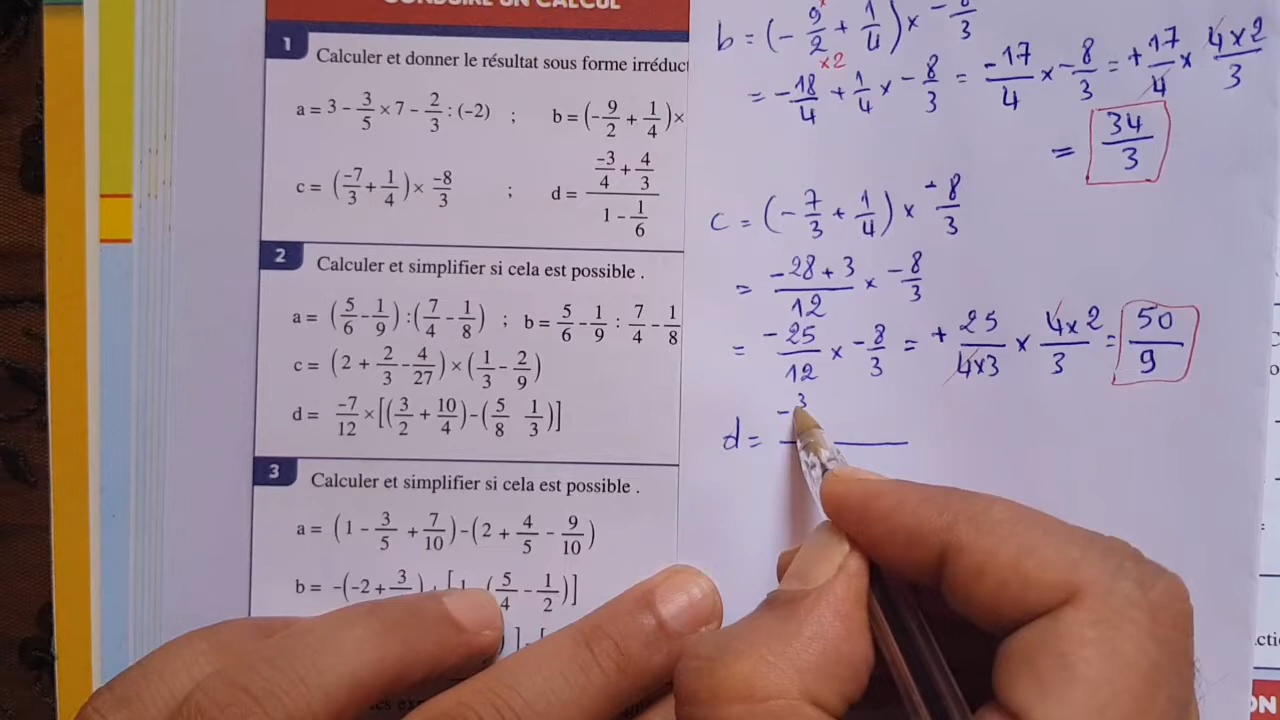 CONDUIRE UN CALCUL
1
Calculer et donner le résultat sous forme irréduct
a = 3 - 3/5 × 7 - 2/3 : (-2) ; b = (-9/2 + 1/4) ×
c = (-7/3 + 1/4) × -8/3 ; d = (-3/4 + 4/3)/(1 - 1/6)
2
Calculer et simplifier si cela est possible .
a = (5/6 - 1/9) : (7/4 - 1/8) ; b = 5/6 - 1/9 : 7/4 - 1/8
c = (2 + 2/3 - 4/27) × (1/3 - 2/9)
d = -7/12 × [(3/2 + 10/4) - (5/8 1/3)]
3
Calculer et simplifier si cela est possible .
a = (1 - 3/5 + 7/10) - (2 + 4/5 - 9/10)
b = -(-2 + 3/ ) + [1 - (5/4 - 1/2)]
b = (-9/2 + 1/4) × -8/3
×2
= -18/4 + 1/4 × -8/3 = -17/4 × -8/3 = +17/4 × 4×2/3
= 34/3
c = (-7/3 + 1/4) × -8/3
= -28+3/12 × -8/3
= -25/12 × -8/3 = + 25/4×3 × 4×2/3 = 50/9
d = -3
ON